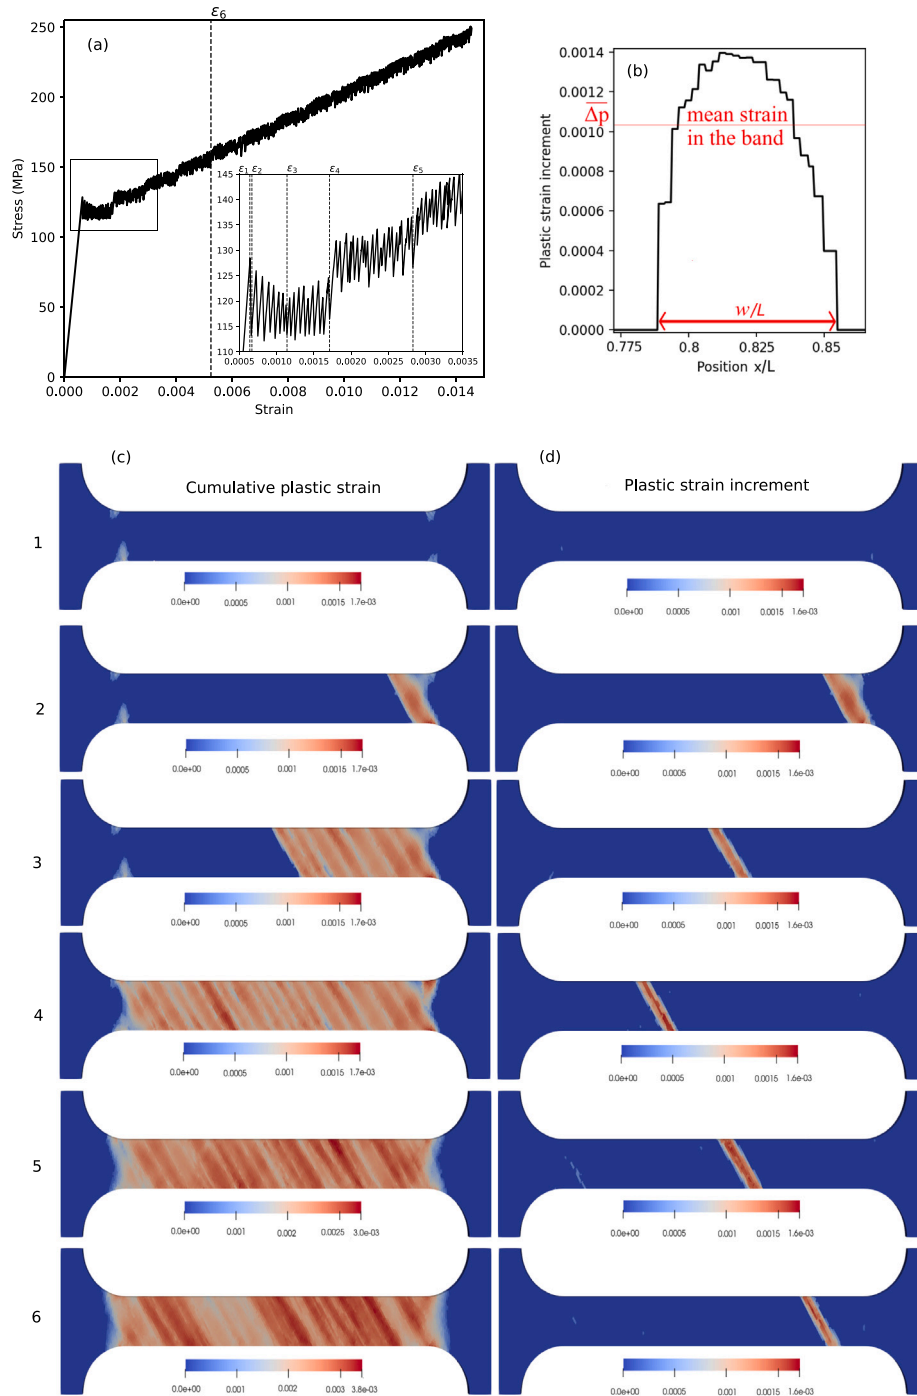 ε6
(a)
250
200
150
100
50
0
Stress (MPa)
0.000 0.002 0.004 0.006 0.008 0.010 0.012 0.014
Strain
ε1 ε2 ε3 ε4 ε5
145
140
135
130
125
120
115
110
0.0005 0.0010 0.0015 0.0020 0.0025 0.0030 0.0035
(b)
0.0014
0.0012
0.0010
0.0008
0.0006
0.0004
0.0002
0.0000
Plastic strain increment
Δp
mean strain
in the band
w/L
0.775 0.8 0.825 0.85
Position x/L
(c) (d)
Cumulative plastic strain Plastic strain increment
1
0.0e+00 0.0005 0.001 0.0015 1.7e-03
0.0e+00 0.0005 0.001 0.0015 1.6e-03
2
0.0e+00 0.0005 0.001 0.0015 1.7e-03
0.0e+00 0.0005 0.001 0.0015 1.6e-03
3
0.0e+00 0.0005 0.001 0.0015 1.7e-03
0.0e+00 0.0005 0.001 0.0015 1.6e-03
4
0.0e+00 0.0005 0.001 0.0015 1.7e-03
0.0e+00 0.0005 0.001 0.0015 1.6e-03
5
0.0e+00 0.001 0.002 0.0025 3.0e-03
0.0e+00 0.0005 0.001 0.0015 1.6e-03
6
0.0e+00 0.001 0.002 0.003 3.8e-03
0.0e+00 0.0005 0.001 0.0015 1.6e-03